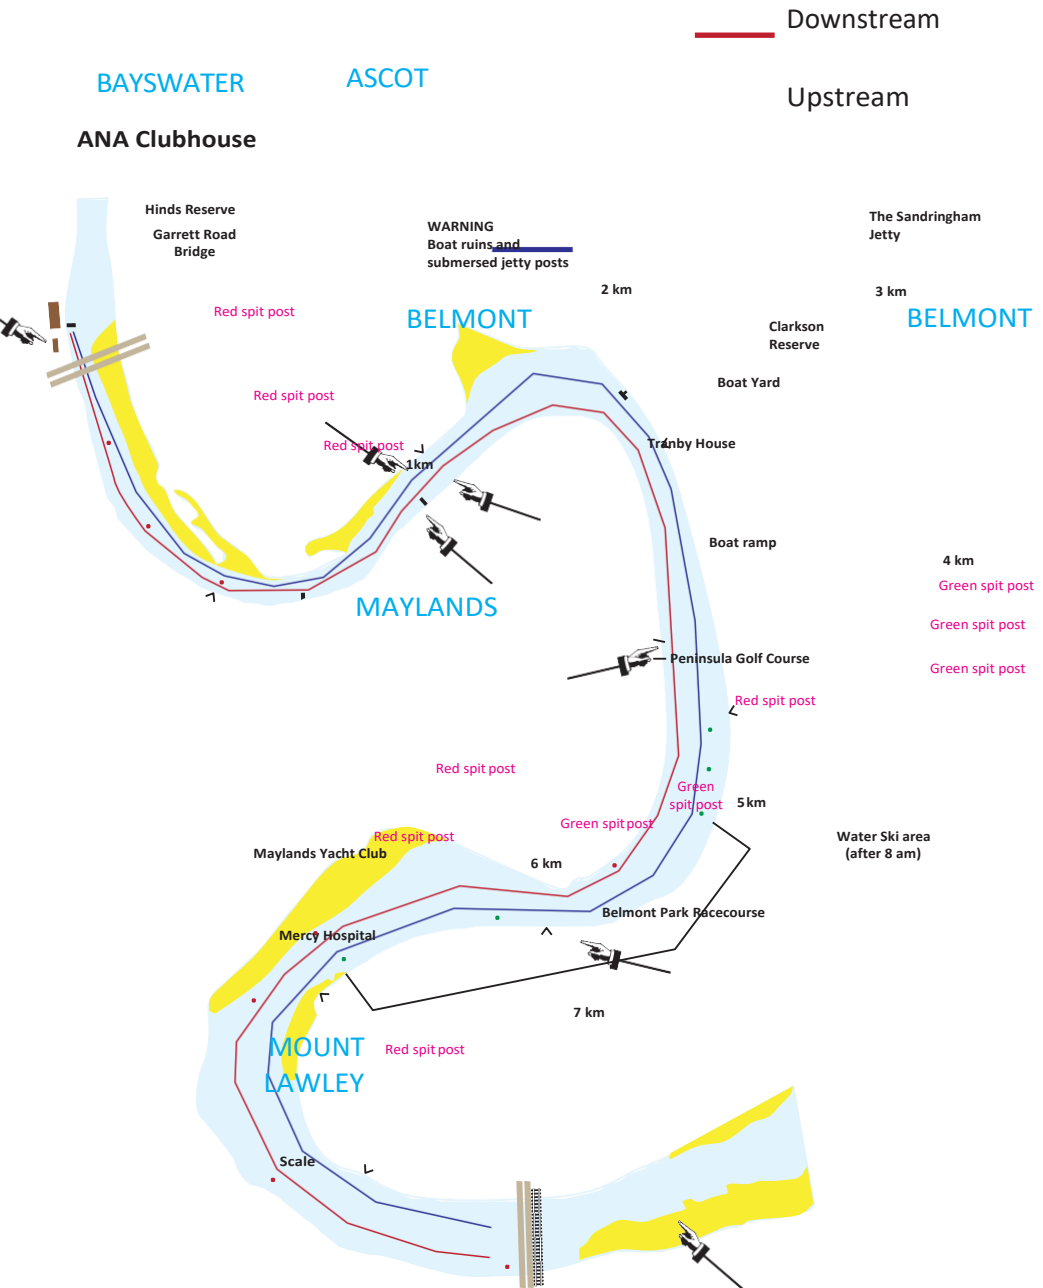 Downstream
BAYSWATER
ASCOT
Upstream
ANA Clubhouse
Hinds Reserve
Garrett Road
Bridge
WARNING
Boat ruins and
submersed jetty posts
The Sandringham
Jetty
2 km
3 km
Red spit post
BELMONT
BELMONT
Clarkson
Reserve
Boat Yard
Red spit post
Red spit post
Tranby House
1km
Boat ramp
4 km
Green spit post
MAYLANDS
Green spit post
Peninsula Golf Course
Green spit post
Red spit post
Red spit post
Green
spit post
5 km
Green spit post
Red spit post
Water Ski area
(after 8 am)
Maylands Yacht Club
6 km
Belmont Park Racecourse
Mercy Hospital
7 km
MOUNT
LAWLEY
Red spit post
Scale